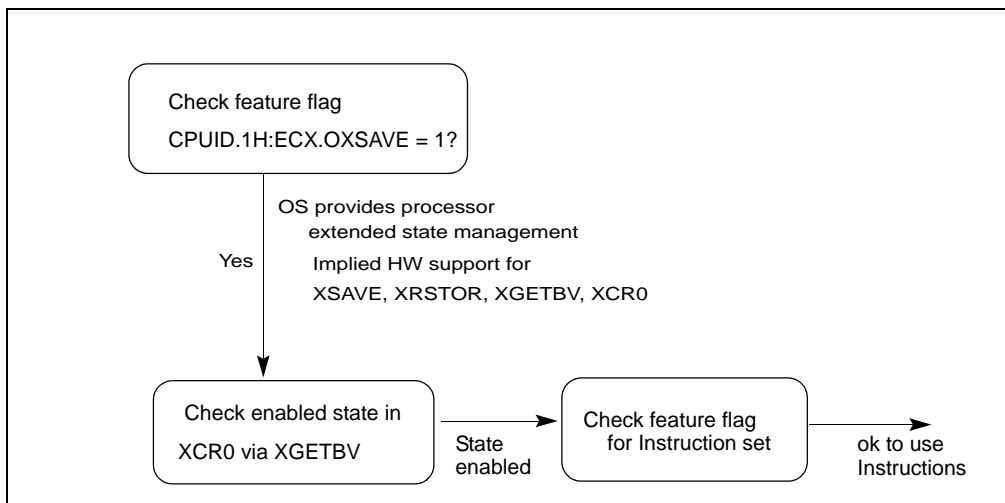 Check feature flag
CPUID.1H:ECX.OXSAVE = 1?
OS provides processor
extended state management
Yes
Implied HW support for
XSAVE, XRSTOR, XGETBV, XCR0
Check enabled state in
XCR0 via XGETBV
State
enabled
Check feature flag
for Instruction set
ok to use
Instructions